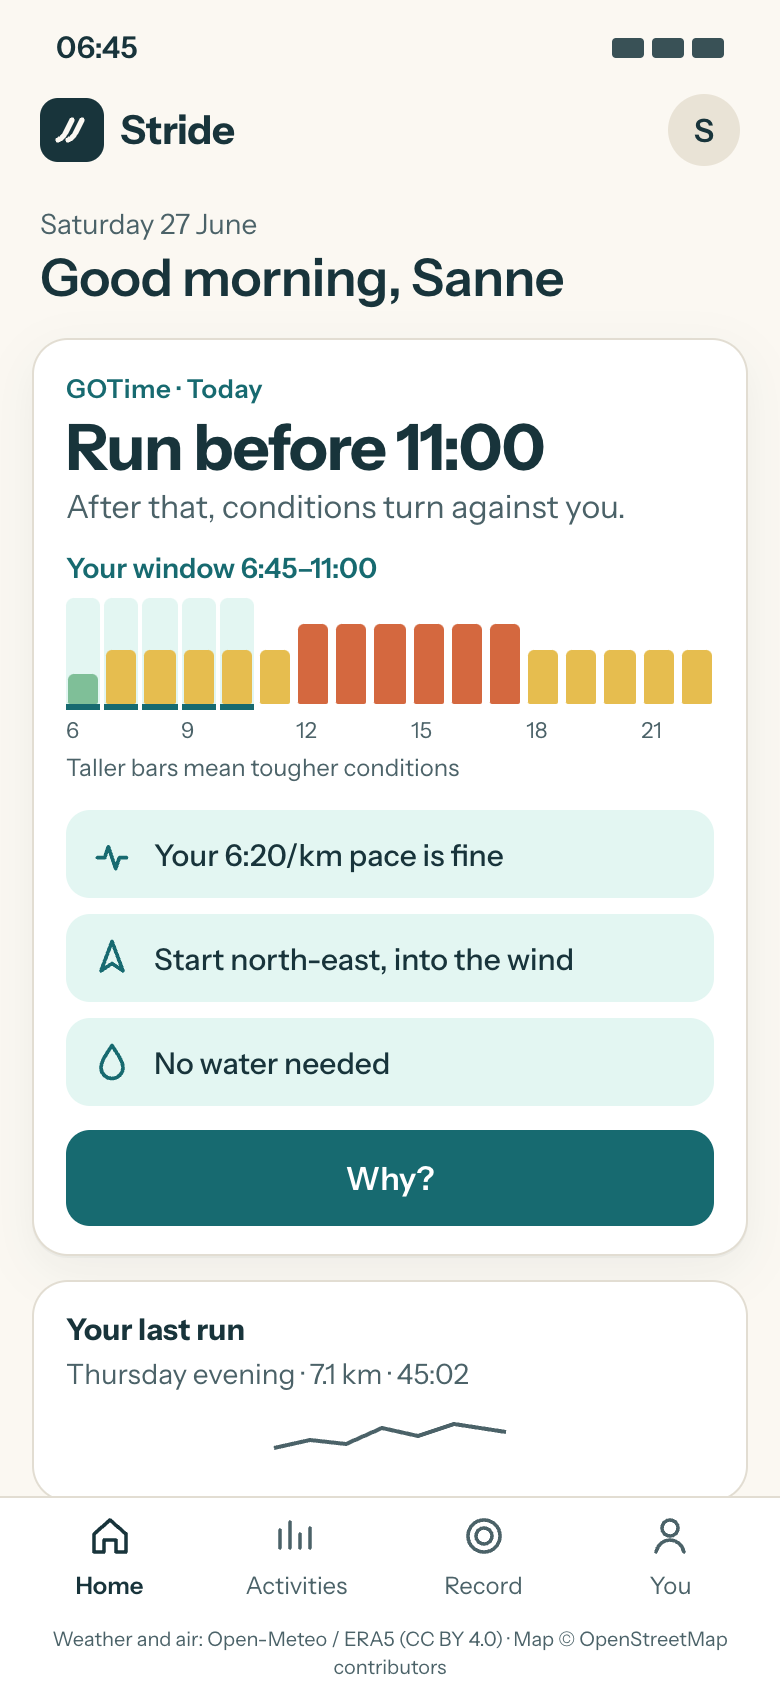 06:45
Stride
S
Saturday 27 June
Good morning, Sanne
GOTime · Today
Run before 11:00
After that, conditions turn against you.
Your window 6:45–11:00
6 9 12 15 18 21
Taller bars mean tougher conditions
Your 6:20/km pace is fine
Start north-east, into the wind
No water needed
Why?
Your last run
Thursday evening · 7.1 km · 45:02
Home Activities Record You
Weather and air: Open-Meteo / ERA5 (CC BY 4.0) · Map © OpenStreetMap
contributors